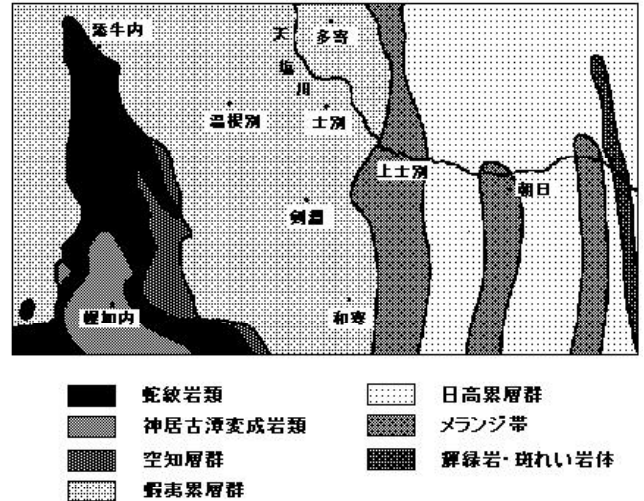 添牛内
多寄
天塩川
温根別
士別
上士別
朝日
剣淵
幌加内
和寒
蛇紋岩類
神居古潭変成岩類
空知層群
蝦夷累層群
日高累層群
メランジ帯
輝緑岩・斑れい岩体